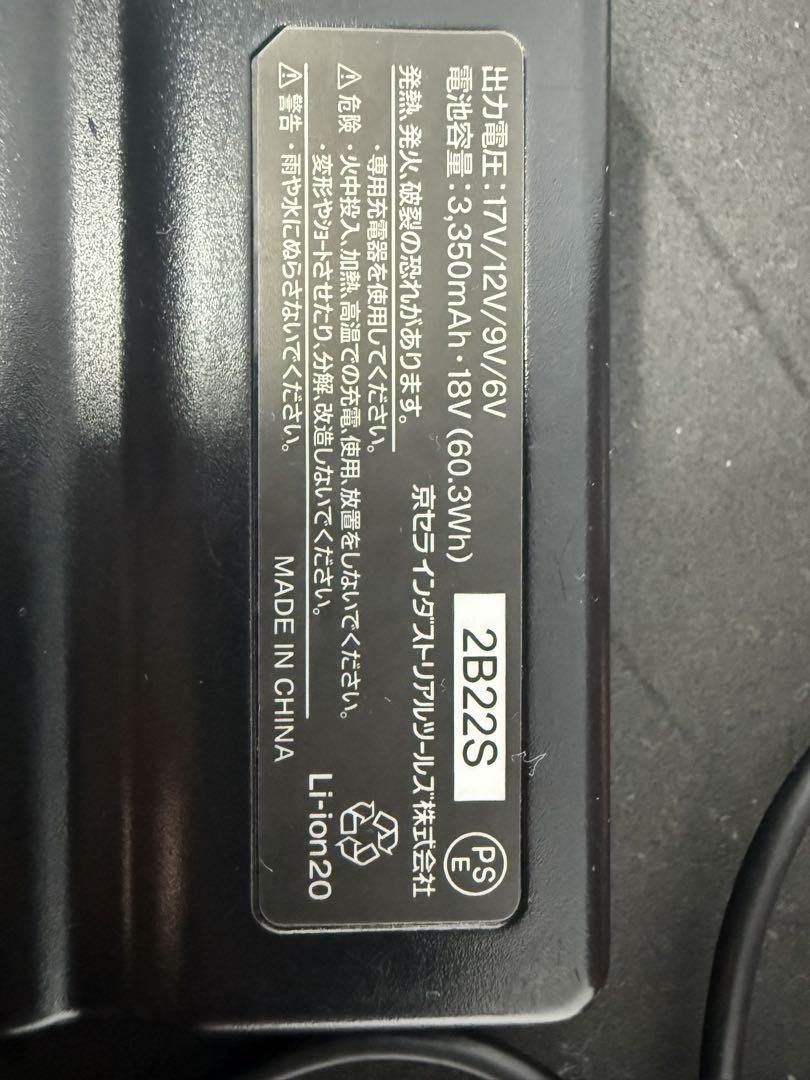 出力電圧：17V/12V/9V/6V
電池容量：3,350mAh・18V (60.3Wh)
2B22S
PS
E
京セラ インダストリアルツールズ株式会社
発熱、発火、破裂の恐れがあります。
・専用充電器を使用してください。
⚠危険 ・火中投入、加熱、高温での充電、使用、放置をしないでください。
・変形やショートさせたり、分解、改造しないでください。
⚠警告 ・雨や水にぬらさないでください。
MADE IN CHINA
Li-ion20